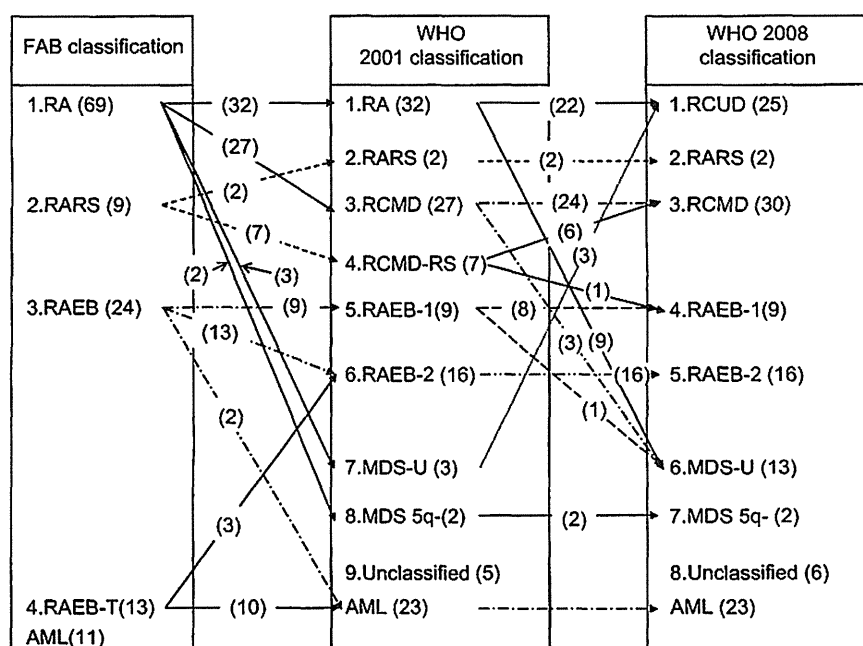 FAB classification
WHO
2001 classification
WHO 2008
classification
1.RA (69)
(32)
1.RA (32)
(22)
1.RCUD (25)
(27)
2.RARS (2)
(2)
2.RARS (2)
(2)
2.RARS (9)
3.RCMD (27)
(24)
3.RCMD (30)
(7)
(6)
(2)
(3)
4.RCMD-RS (7)
(3)
(1)
3.RAEB (24)
(9)
5.RAEB-1(9)
(8)
4.RAEB-1(9)
(13)
(3)
(9)
6.RAEB-2 (16)
(16)
5.RAEB-2 (16)
(2)
(1)
7.MDS-U (3)
6.MDS-U (13)
(3)
8.MDS 5q-(2)
(2)
7.MDS 5q- (2)
9.Unclassified (5)
8.Unclassified (6)
4.RAEB-T(13)
(10)
AML (23)
AML (23)
AML(11)